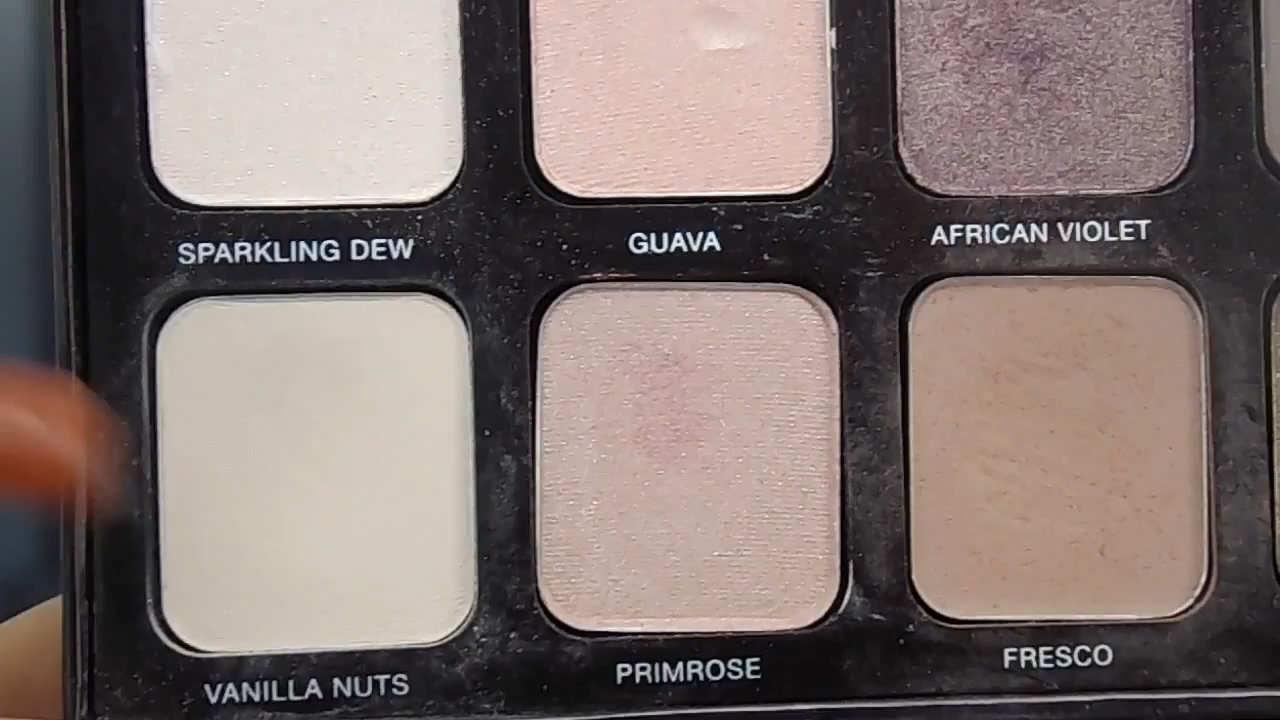 SPARKLING DEW
GUAVA
AFRICAN VIOLET
VANILLA NUTS
PRIMROSE
FRESCO